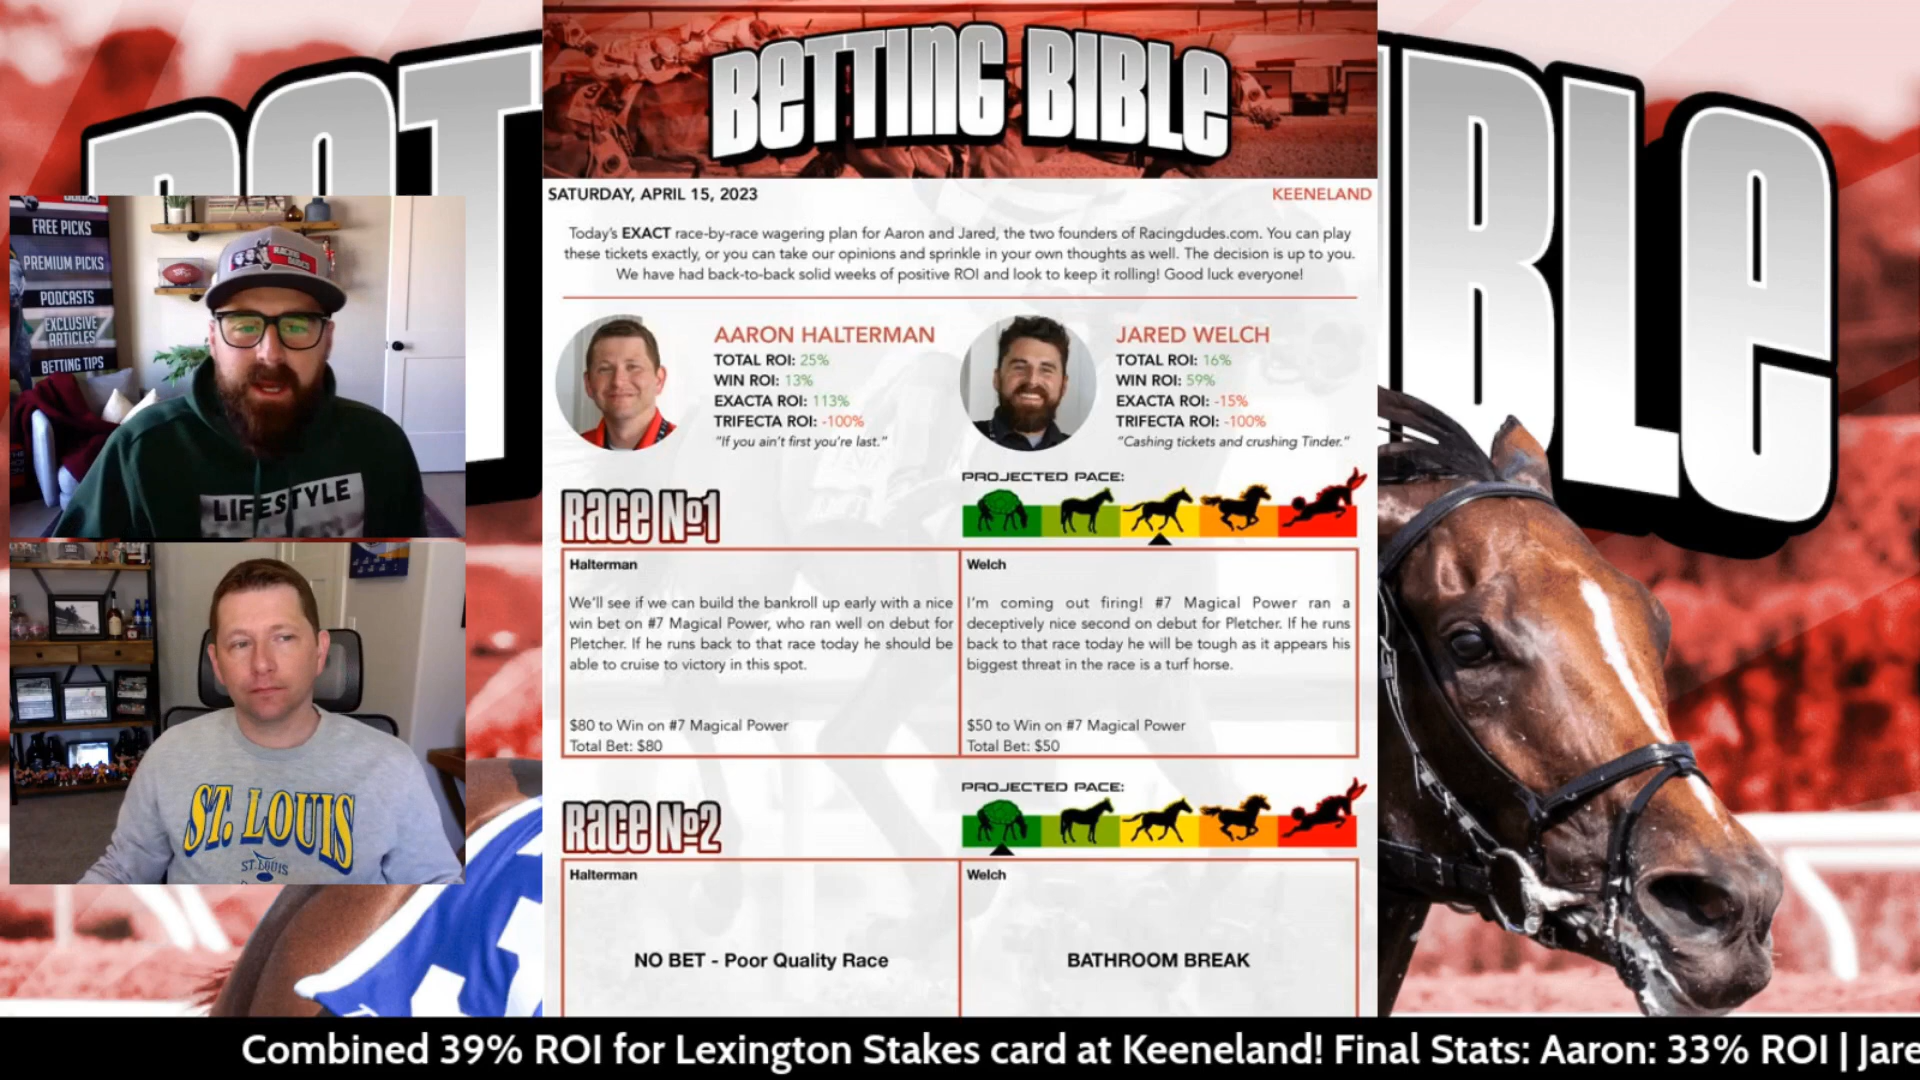 BETTING BIBLE
SATURDAY, APRIL 15, 2023
KEENELAND
Today's EXACT race-by-race wagering plan for Aaron and Jared, the two founders of Racingdudes.com. You can play
these tickets exactly, or you can take our opinions and sprinkle in your own thoughts as well. The decision is up to you.
We have had back-to-back solid weeks of positive ROI and look to keep it rolling! Good luck everyone!
AARON HALTERMAN
TOTAL ROI: 25%
WIN ROI: 13%
EXACTA ROI: 113%
TRIFECTA ROI: -100%
"If you ain't first you're last."
JARED WELCH
TOTAL ROI: 16%
WIN ROI: 59%
EXACTA ROI: -15%
TRIFECTA ROI: -100%
"Cashing tickets and crushing Tinder."
RACE Nº1
PROJECTED PACE:
Halterman
We'll see if we can build the bankroll up early with a nice
win bet on #7 Magical Power, who ran well on debut for
Pletcher. If he runs back to that race today he should be
able to cruise to victory in this spot.
$80 to Win on #7 Magical Power
Total Bet: $80
Welch
I'm coming out firing! #7 Magical Power ran a
deceptively nice second on debut for Pletcher. If he runs
back to that race today he will be tough as it appears his
biggest threat in the race is a turf horse.
$50 to Win on #7 Magical Power
Total Bet: $50
RACE Nº2
PROJECTED PACE:
Halterman
NO BET - Poor Quality Race
Welch
BATHROOM BREAK
FREE PICKS
PREMIUM PICKS
PODCASTS
EXCLUSIVE
ARTICLES
BETTING TIPS
RACING
DUDES
LIFESTYLE
ST. LOUIS
ST. LOUIS
BET
IBLE
Combined 39% ROI for Lexington Stakes card at Keeneland! Final Stats: Aaron: 33% ROI | Jare